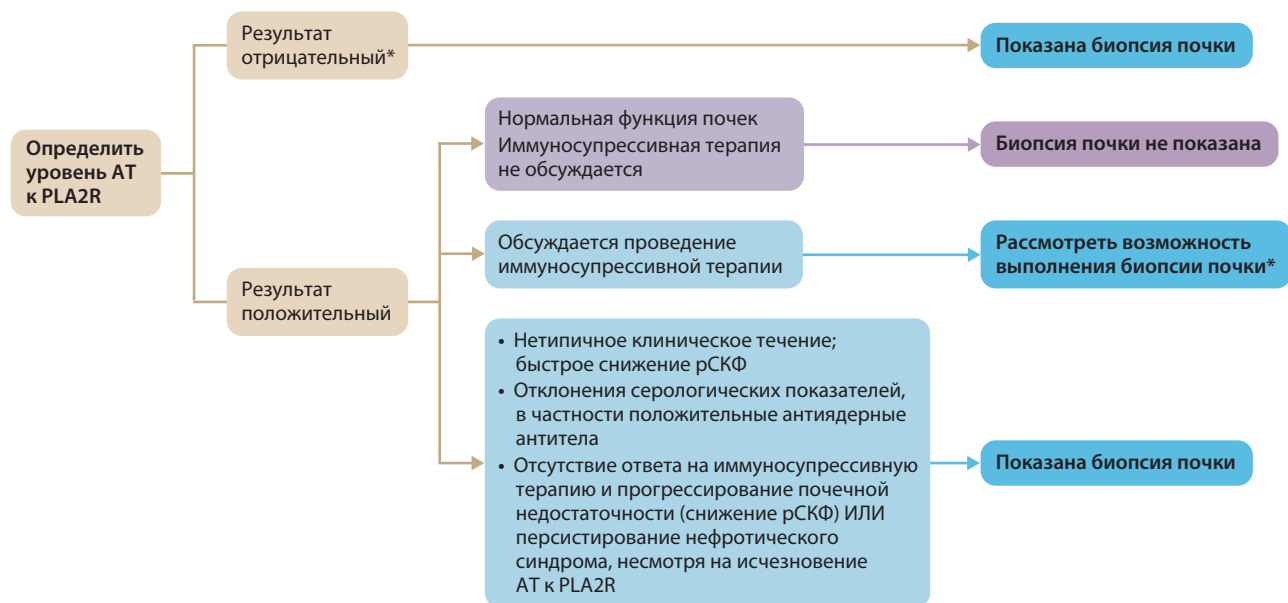 Результат
отрицательный*
Показана биопсия почки
Определить
уровень АТ
к PLA2R
Нормальная функция почек
Иммуносупрессивная терапия
не обсуждается
Биопсия почки не показана
Обсуждается проведение
иммуносупрессивной терапии
Рассмотреть возможность
выполнения биопсии почки*
Результат
положительный
• Нетипичное клиническое течение;
быстрое снижение рСКФ
• Отклонения серологических показателей,
в частности положительные антиядерные
антитела
• Отсутствие ответа на иммуносупрессивную
терапию и прогрессирование почечной
недостаточности (снижение рСКФ) ИЛИ
персистирование нефротического
синдрома, несмотря на исчезновение
АТ к PLA2R
Показана биопсия почки